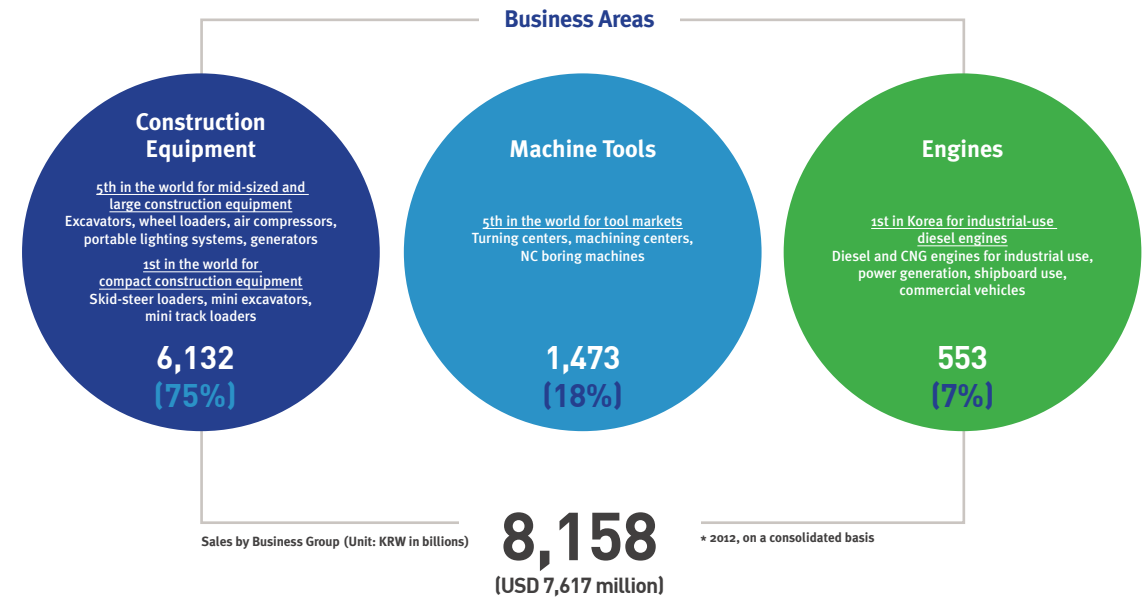 Business Areas
Construction
Equipment
5th in the world for mid-sized and
large construction equipment
Excavators, wheel loaders, air compressors,
portable lighting systems, generators
1st in the world for
compact construction equipment
Skid-steer loaders, mini excavators,
mini track loaders
6,132
(75%)
Machine Tools
5th in the world for tool markets
Turning centers, machining centers,
NC boring machines
1,473
(18%)
Engines
1st in Korea for industrial-use
diesel engines
Diesel and CNG engines for industrial use,
power generation, shipboard use,
commercial vehicles
553
(7%)
Sales by Business Group (Unit: KRW in billions)
8,158
(USD 7,617 million)
* 2012, on a consolidated basis